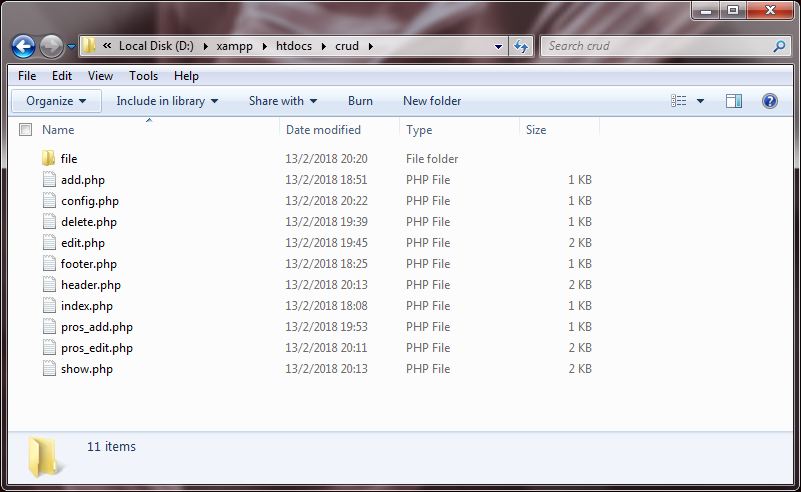 « Local Disk (D:) ▸ xampp ▸ htdocs ▸ crud ▸ Search crud
File Edit View Tools Help
Organize ▾ Include in library ▾ Share with ▾ Burn New folder
Name Date modified Type Size
file 13/2/2018 20:20 File folder
add.php 13/2/2018 18:51 PHP File 1 KB
config.php 13/2/2018 20:22 PHP File 1 KB
delete.php 13/2/2018 19:39 PHP File 1 KB
edit.php 13/2/2018 19:45 PHP File 2 KB
footer.php 13/2/2018 18:25 PHP File 1 KB
header.php 13/2/2018 20:13 PHP File 2 KB
index.php 13/2/2018 18:08 PHP File 1 KB
pros_add.php 13/2/2018 19:53 PHP File 1 KB
pros_edit.php 13/2/2018 20:11 PHP File 2 KB
show.php 13/2/2018 20:13 PHP File 2 KB
11 items